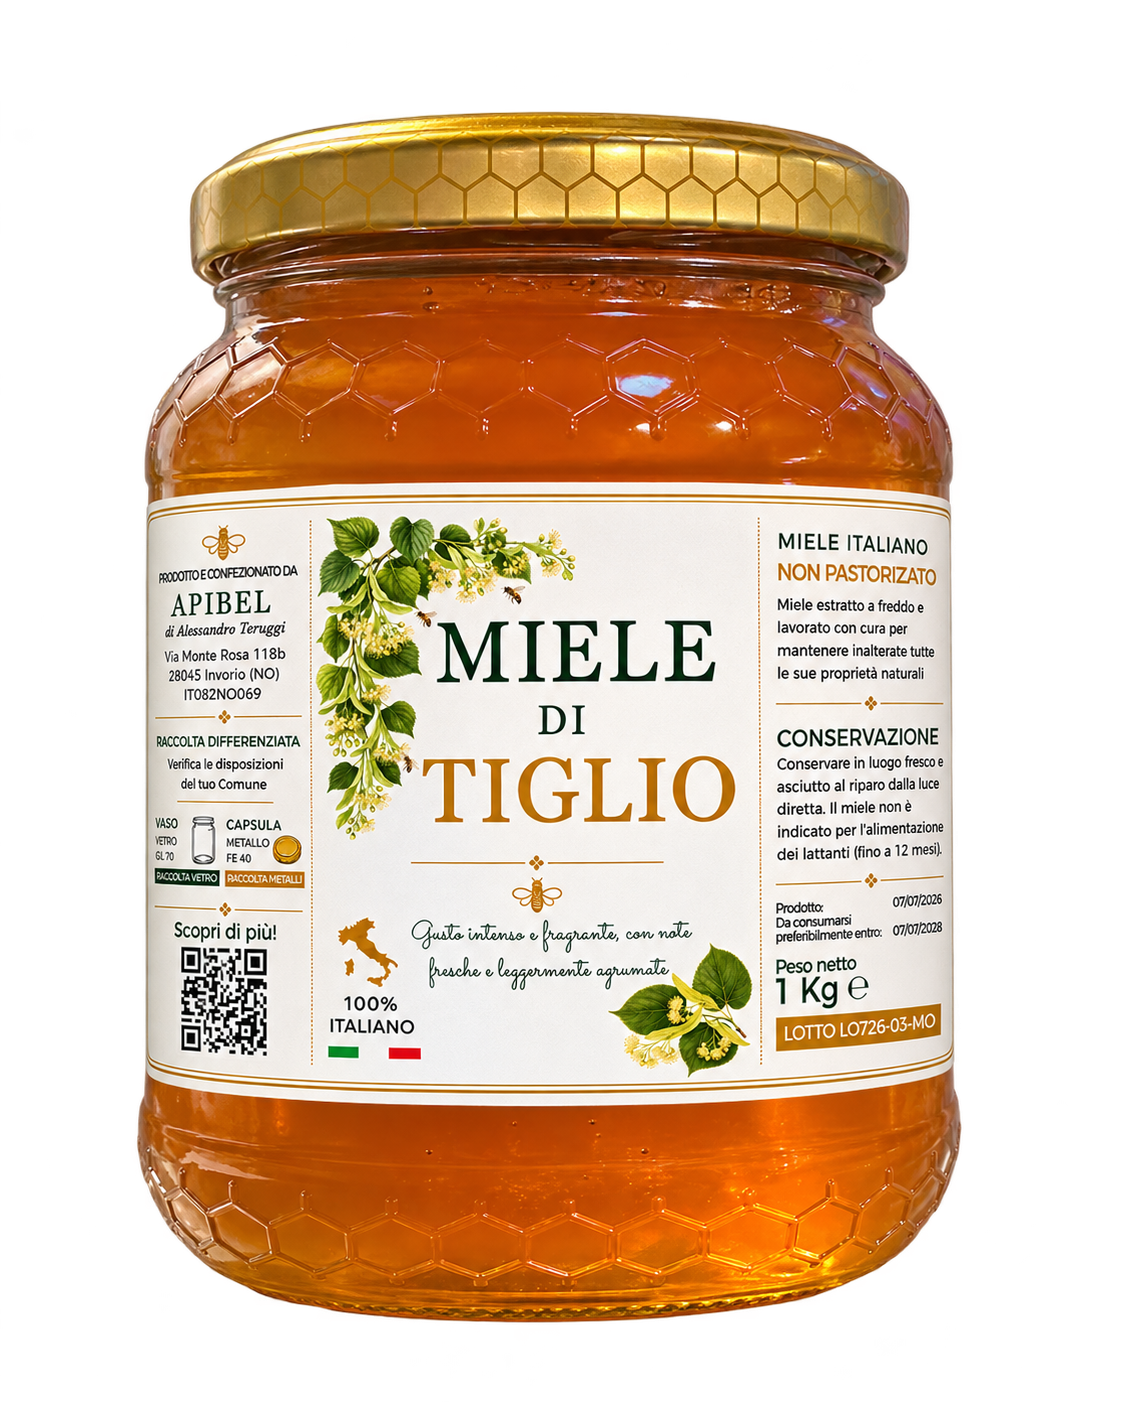 PRODOTTO E CONFEZIONATO DA
APIBEL
di Alessandro Teruggi
Via Monte Rosa 118b
28045 Invorio (NO)
IT082NO069
RACCOLTA DIFFERENZIATA
Verifica le disposizioni
del tuo Comune
VASO
VETRO
GL 70
RACCOLTA VETRO
CAPSULA
METALLO
FE 40
RACCOLTA METALLI
Scopri di più!
MIELE
DI
TIGLIO
Gusto intenso e fragrante, con note
fresche e leggermente agrumate
100%
ITALIANO
MIELE ITALIANO
NON PASTORIZATO
Miele estratto a freddo e
lavorato con cura per
mantenere inalterate tutte
le sue proprietà naturali
CONSERVAZIONE
Conservare in luogo fresco e
asciutto al riparo dalla luce
diretta. Il miele non è
indicato per l'alimentazione
dei lattanti (fino a 12 mesi).
Prodotto: 07/07/2026
Da consumarsi
preferibilmente entro: 07/07/2028
Peso netto
1 Kg ℮
LOTTO LO726-03-MO